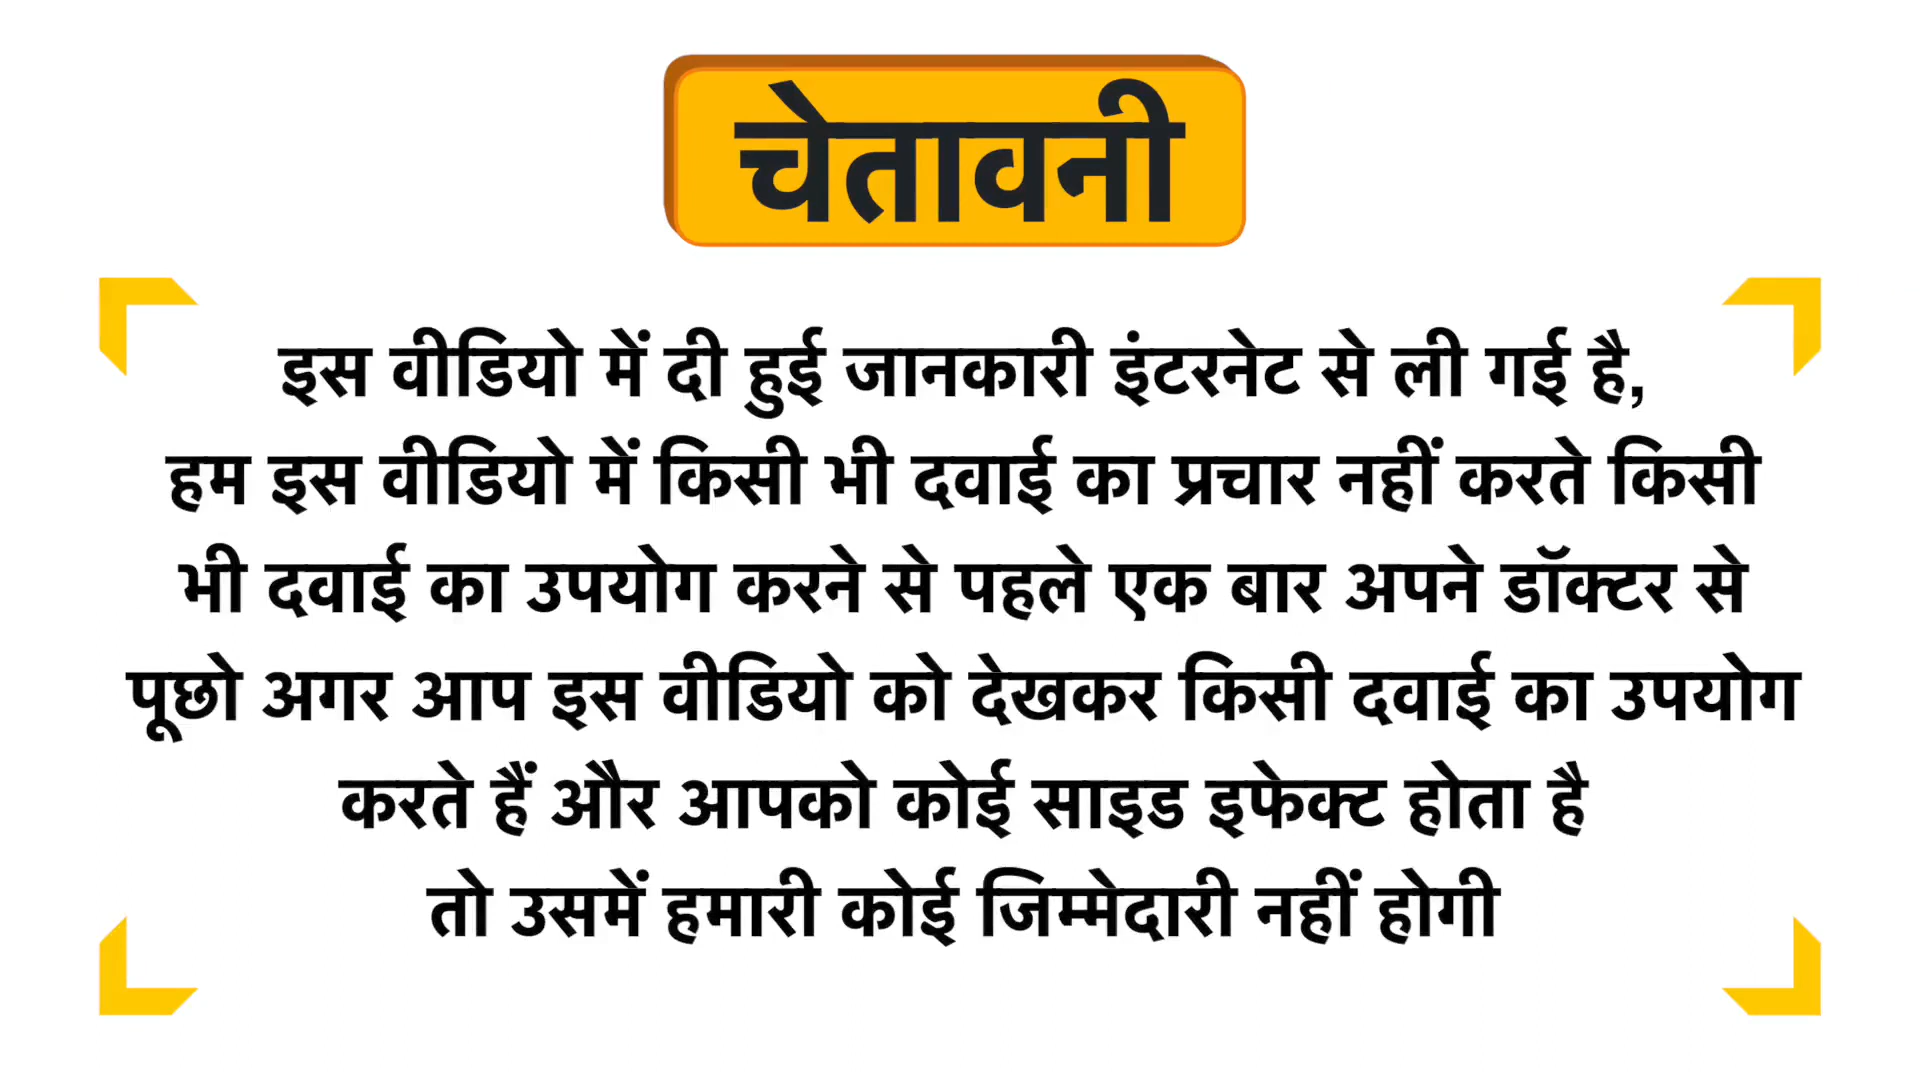 चेतावनी
इस वीडियो में दी हुई जानकारी इंटरनेट से ली गई है,
हम इस वीडियो में किसी भी दवाई का प्रचार नहीं करते किसी
भी दवाई का उपयोग करने से पहले एक बार अपने डॉक्टर से
पूछो अगर आप इस वीडियो को देखकर किसी दवाई का उपयोग
करते हैं और आपको कोई साइड इफेक्ट होता है
तो उसमें हमारी कोई जिम्मेदारी नहीं होगी